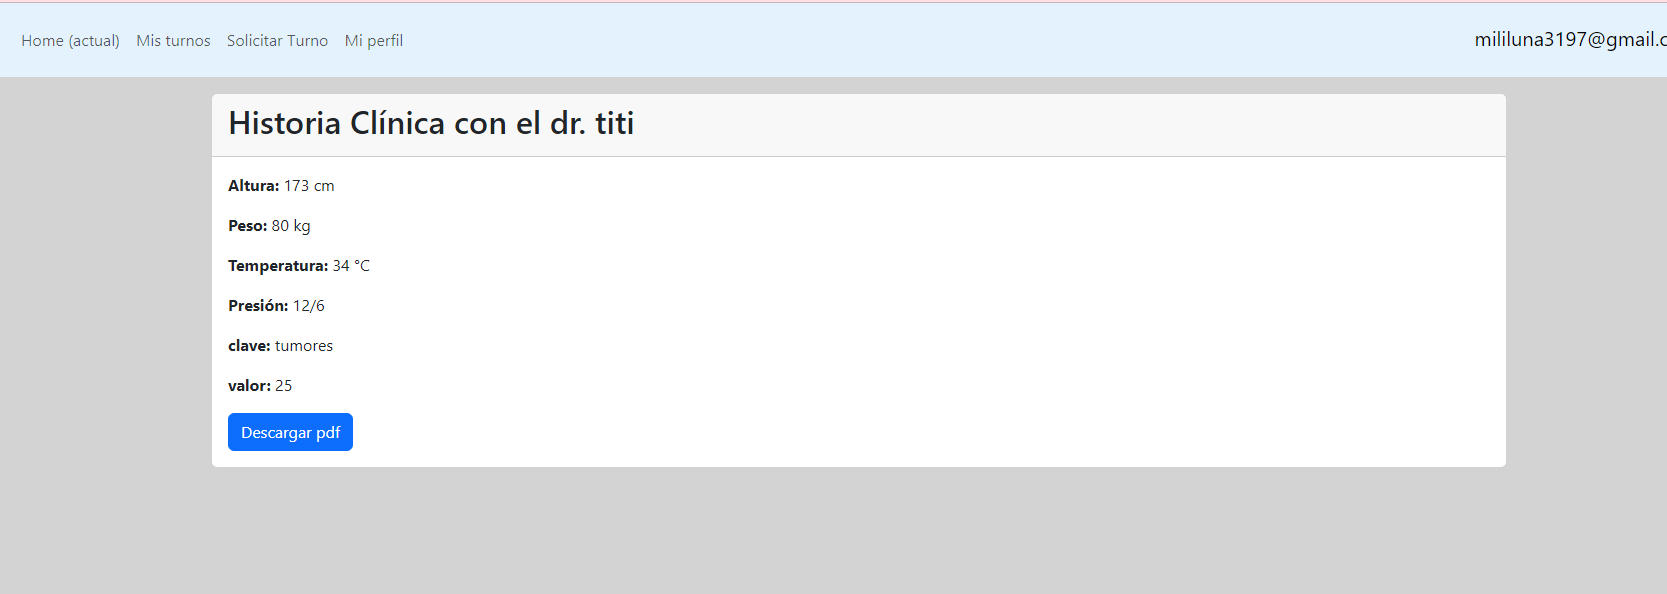 Home (actual) Mis turnos Solicitar Turno Mi perfil mililuna3197@gmail.c
Historia Clínica con el dr. titi
Altura: 173 cm
Peso: 80 kg
Temperatura: 34 °C
Presión: 12/6
clave: tumores
valor: 25
Descargar pdf